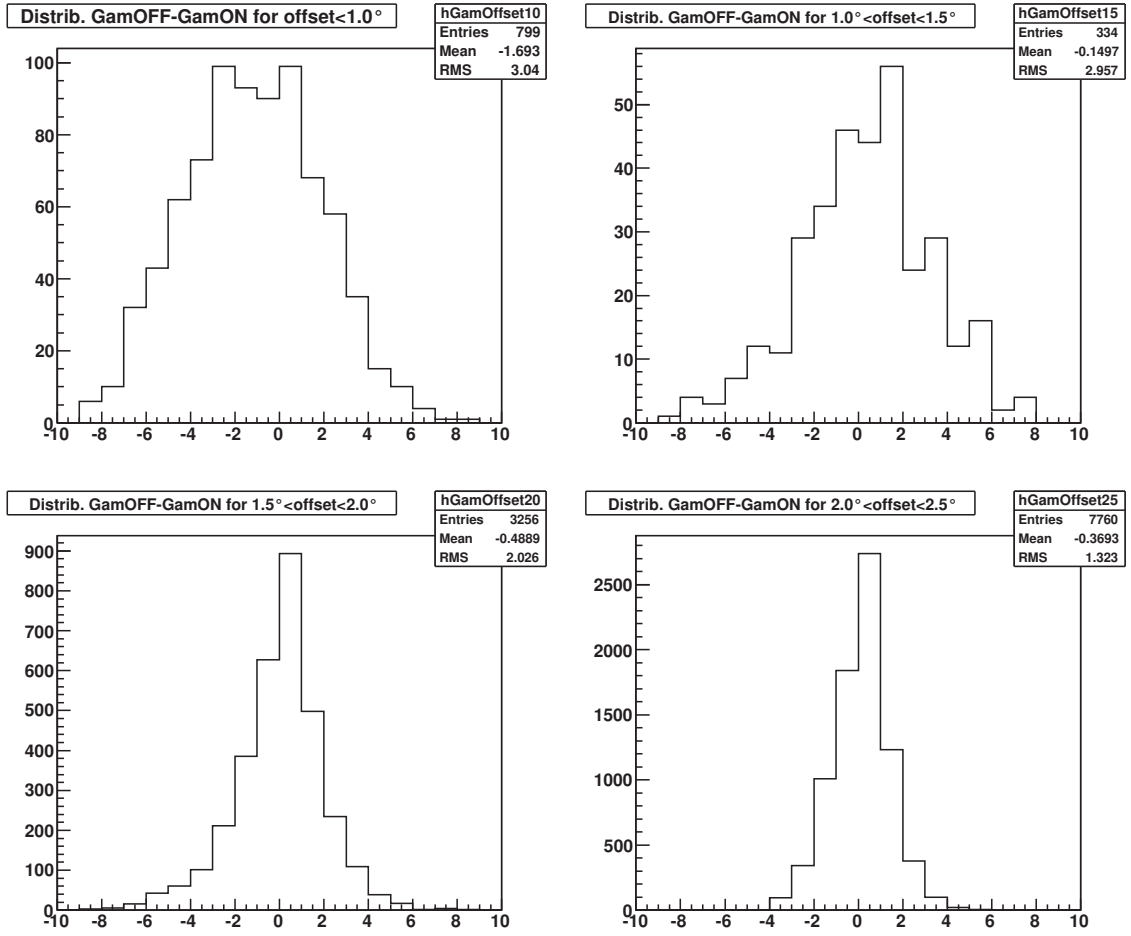 Distrib. GamOFF-GamON for offset<1.0°
hGamOffset10
Entries 799
Mean -1.693
RMS 3.04
100
80
60
40
20
0
-10 -8 -6 -4 -2 0 2 4 6 8 10
Distrib. GamOFF-GamON for 1.0°<offset<1.5°
hGamOffset15
Entries 334
Mean -0.1497
RMS 2.957
50
40
30
20
10
0
-10 -8 -6 -4 -2 0 2 4 6 8 10
Distrib. GamOFF-GamON for 1.5°<offset<2.0°
hGamOffset20
Entries 3256
Mean -0.4889
RMS 2.026
900
800
700
600
500
400
300
200
100
0
-10 -8 -6 -4 -2 0 2 4 6 8 10
Distrib. GamOFF-GamON for 2.0°<offset<2.5°
hGamOffset25
Entries 7760
Mean -0.3693
RMS 1.323
2500
2000
1500
1000
500
0
-10 -8 -6 -4 -2 0 2 4 6 8 10